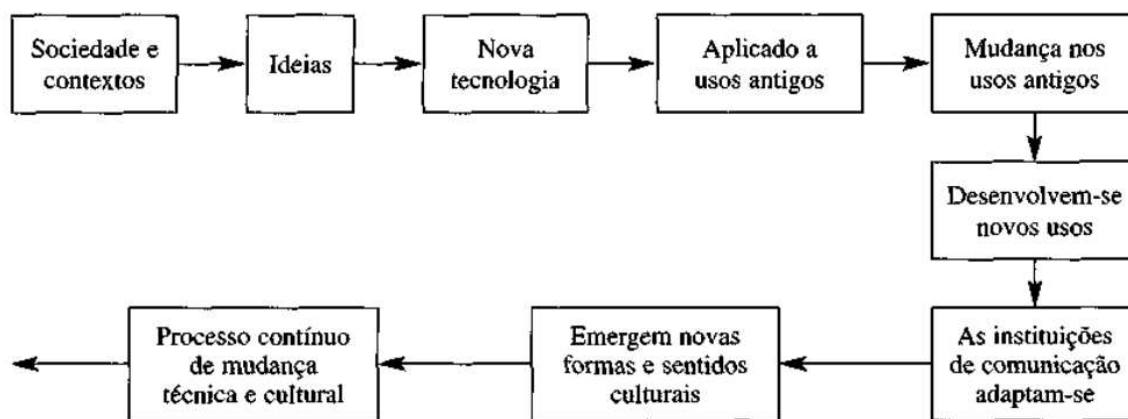 Sociedade e
contextos
Ideias
Nova
tecnologia
Aplicado a
usos antigos
Mudança nos
usos antigos
Desenvolvem-se
novos usos
As instituições
de comunicação
adaptam-se
Emergem novas
formas e sentidos
culturais
Processo contínuo
de mudança
técnica e cultural